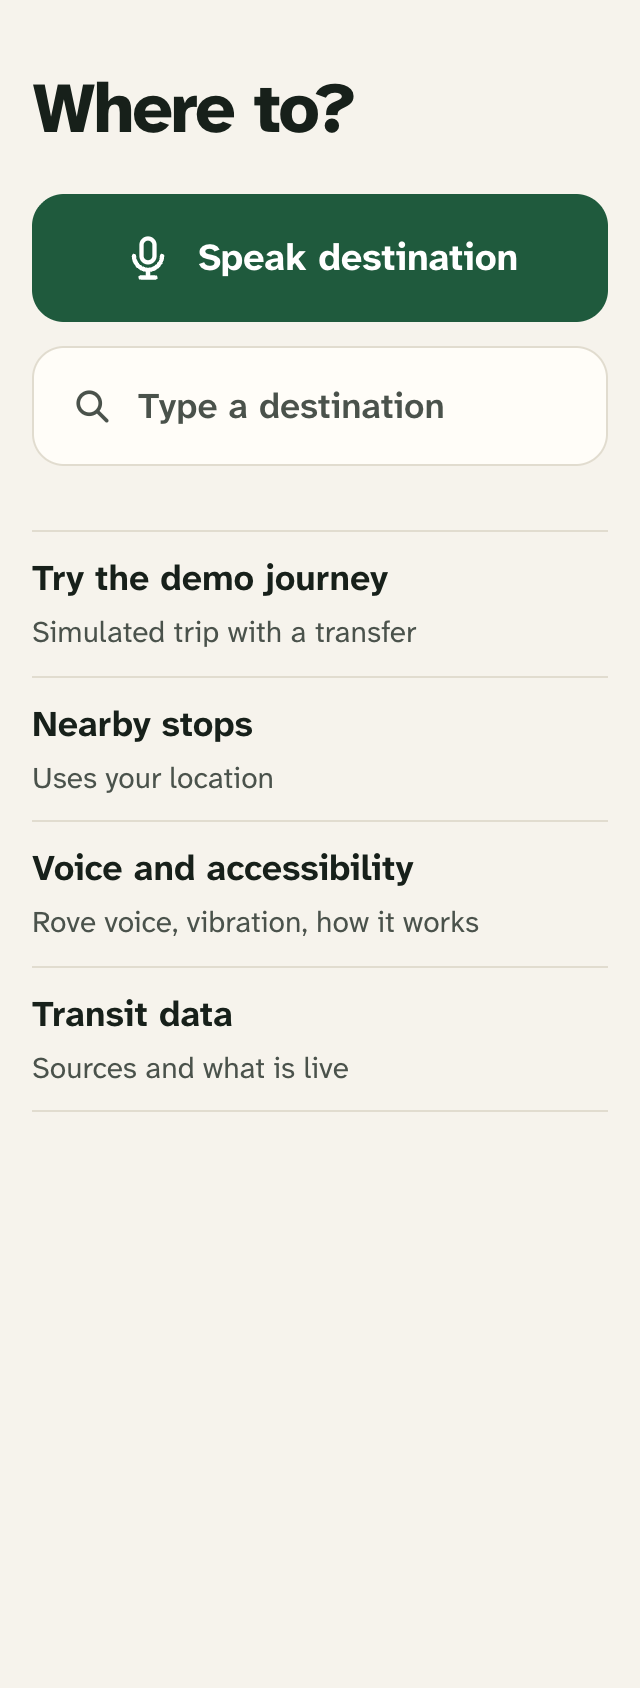 Where to?
Speak destination
Type a destination
Try the demo journey
Simulated trip with a transfer
Nearby stops
Uses your location
Voice and accessibility
Rove voice, vibration, how it works
Transit data
Sources and what is live